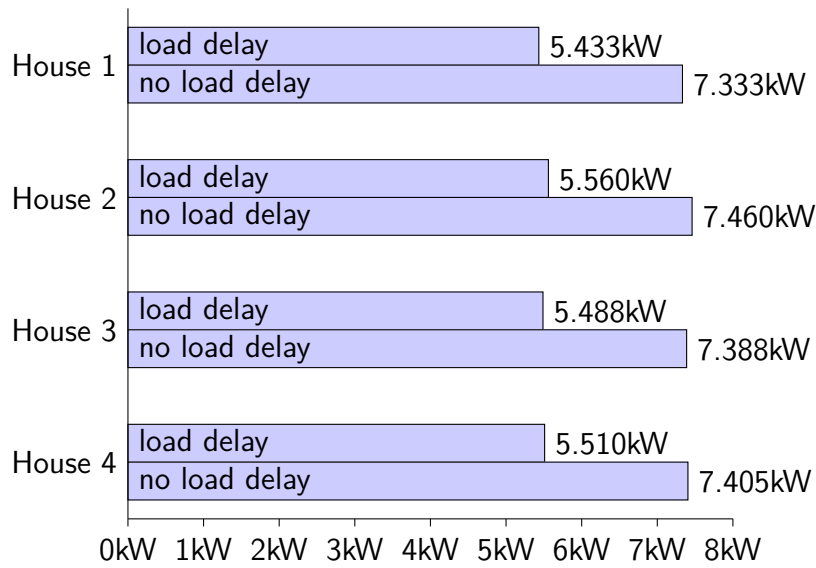 load delay
5.433kW
House 1
no load delay
7.333kW
load delay
5.560kW
House 2
no load delay
7.460kW
load delay
5.488kW
House 3
no load delay
7.388kW
load delay
5.510kW
House 4
no load delay
7.405kW
0kW 1kW 2kW 3kW 4kW 5kW 6kW 7kW 8kW